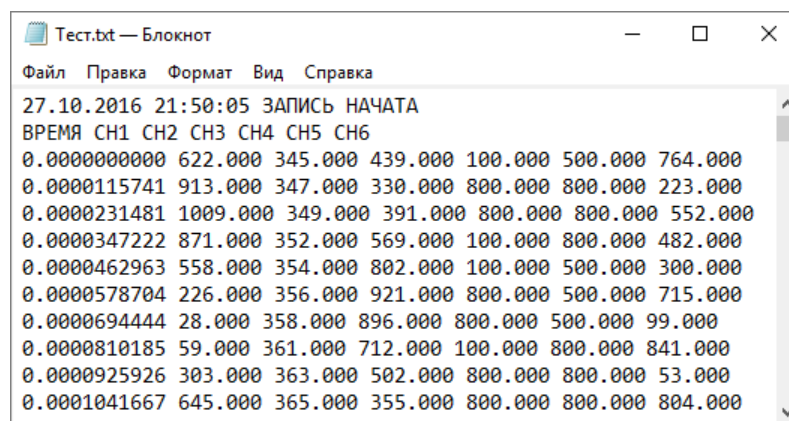 Тест.txt — Блокнот
Файл Правка Формат Вид Справка
27.10.2016 21:50:05 ЗАПИСЬ НАЧАТА
ВРЕМЯ CH1 CH2 CH3 CH4 CH5 CH6
0.0000000000 622.000 345.000 439.000 100.000 500.000 764.000
0.0000115741 913.000 347.000 330.000 800.000 800.000 223.000
0.0000231481 1009.000 349.000 391.000 800.000 800.000 552.000
0.0000347222 871.000 352.000 569.000 100.000 800.000 482.000
0.0000462963 558.000 354.000 802.000 100.000 500.000 300.000
0.0000578704 226.000 356.000 921.000 800.000 500.000 715.000
0.0000694444 28.000 358.000 896.000 800.000 500.000 99.000
0.0000810185 59.000 361.000 712.000 100.000 800.000 841.000
0.0000925926 303.000 363.000 502.000 800.000 800.000 53.000
0.0001041667 645.000 365.000 355.000 800.000 800.000 804.000